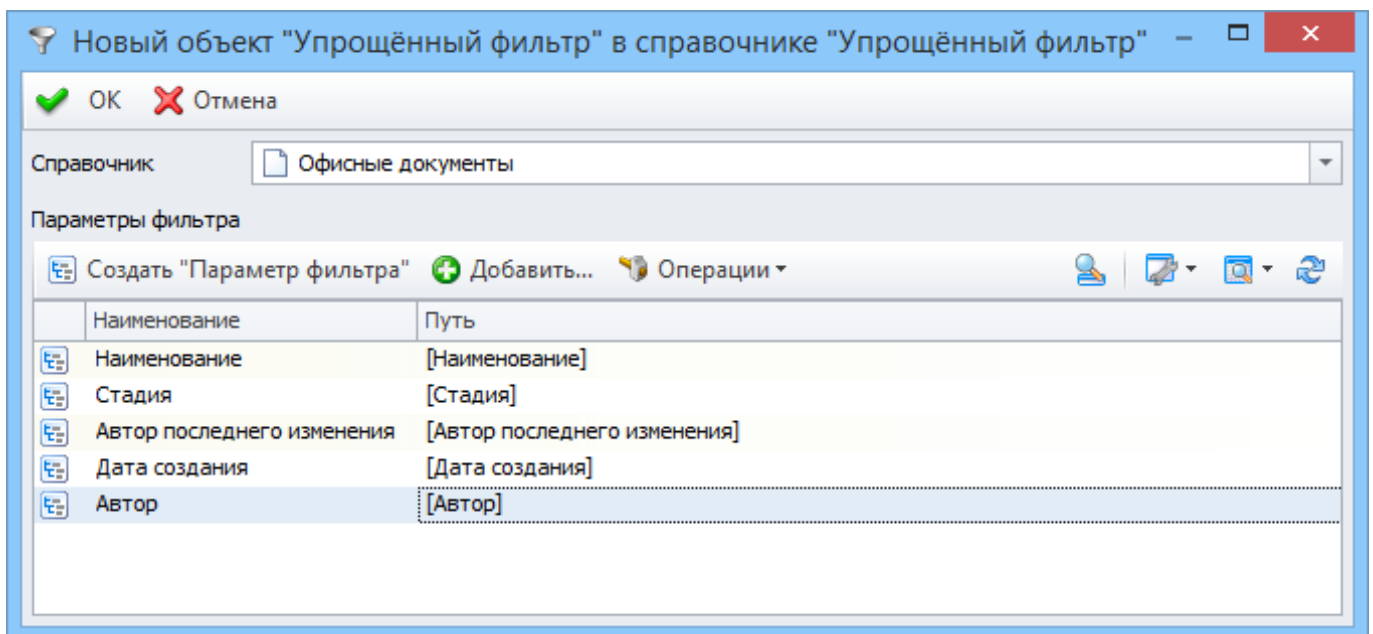 Новый объект "Упрощённый фильтр" в справочнике "Упрощённый фильтр"
ОК Отмена
Справочник Офисные документы
Параметры фильтра
Создать "Параметр фильтра" Добавить... Операции
Наименование Путь
Наименование [Наименование]
Стадия [Стадия]
Автор последнего изменения [Автор последнего изменения]
Дата создания [Дата создания]
Автор [Автор]